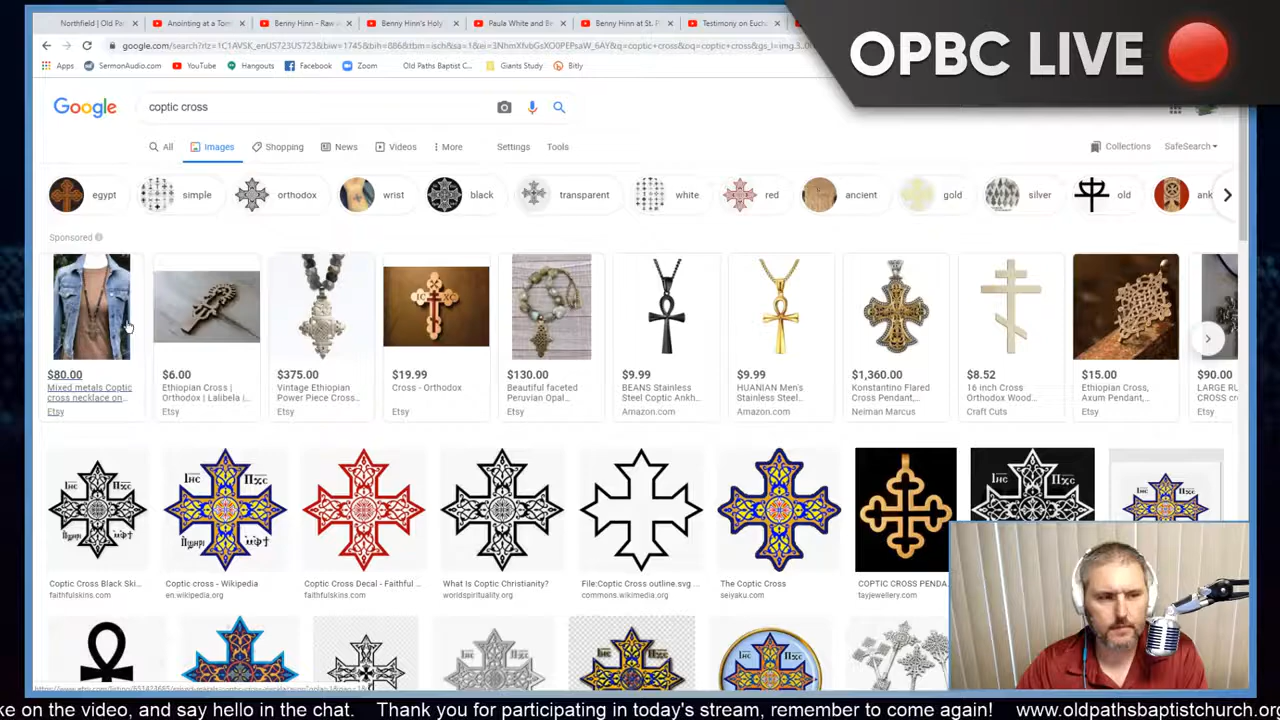 Northfield | Old Pat
Anointing at a Tom
Benny Hinn - Raw
Benny Hinn's Holy
Paula White and Be
Benny Hinn at St. P
Testimony on Euch
OPBC LIVE
Apps
SermonAudio.com
YouTube
Hangouts
Facebook
Zoom
Old Paths Baptist C...
Giants Study
Bitly
Google
coptic cross
All
Images
Shopping
News
Videos
More
Settings
Tools
Collections
SafeSearch
egypt
simple
orthodox
wrist
black
transparent
white
red
ancient
gold
silver
old
ank
Sponsored
$80.00
Mixed metals Coptic
cross necklace on...
Etsy
$6.00
Ethiopian Cross |
Orthodox | Lalibela |...
Etsy
$375.00
Vintage Ethiopian
Power Piece Cross...
Etsy
$19.99
Cross - Orthodox
Etsy
$130.00
Beautiful faceted
Peruvian Opal...
Etsy
$9.99
BEANS Stainless
Steel Coptic Ankh...
Amazon.com
$9.99
HUANIAN Men's
Stainless Steel...
Amazon.com
$1,360.00
Konstantino Flared
Cross Pendant,
Neiman Marcus
$8.52
16 inch Cross
Orthodox Wood...
Craft Cuts
$15.00
Ethiopian Cross,
Axum Pendant,
Etsy
$90.00
LARGE RU
CROSS cr
Etsy
Coptic Cross Black Ski...
faithfulskins.com
Coptic cross - Wikipedia
en.wikipedia.org
Coptic Cross Decal - Faithful ...
faithfulskins.com
What Is Coptic Christianity?
worldspirituality.org
File:Coptic Cross outline.svg ...
commons.wikimedia.org
The Coptic Cross
seiyaku.com
COPTIC CROSS PENDA
tayjewellery.com
ke on the video, and say hello in the chat. Thank you for participating in today's stream, remember to come again! www.oldpathsbaptistchurch.org